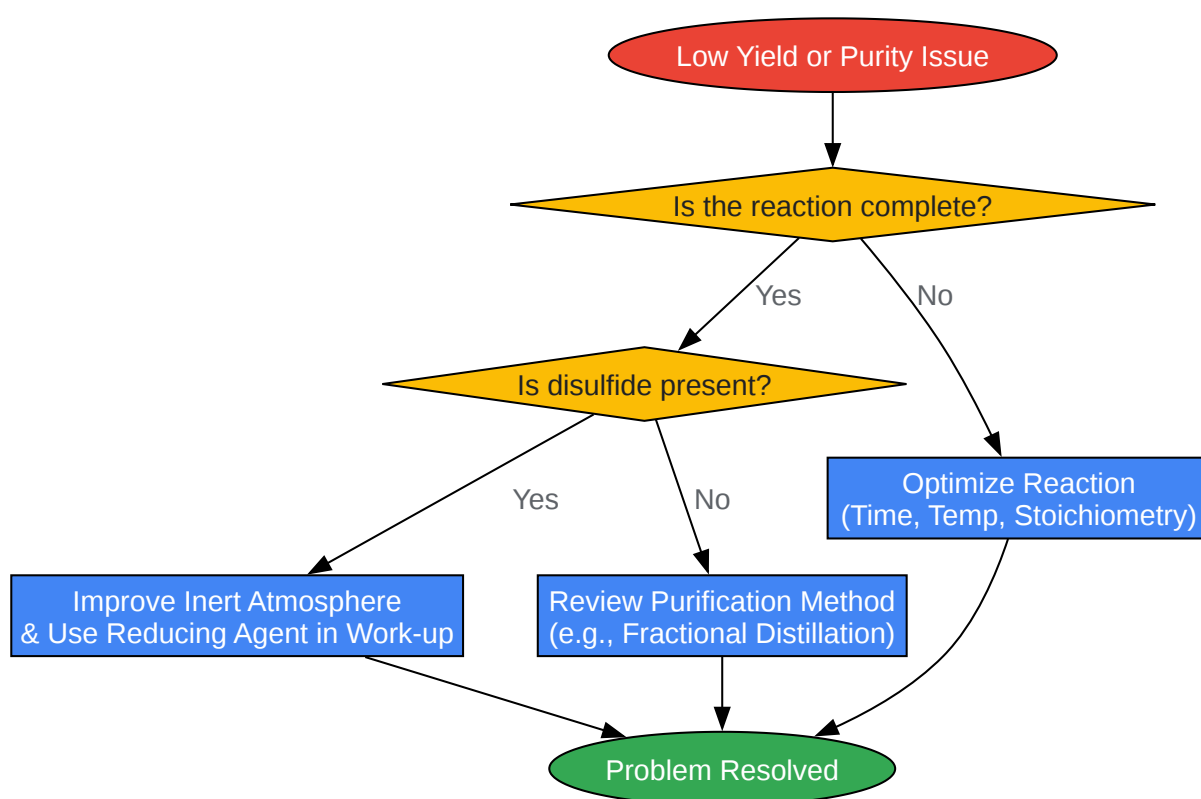 Low Yield or Purity Issue
Is the reaction complete?
Yes
No
Is disulfide present?
Yes
No
Optimize Reaction
(Time, Temp, Stoichiometry)
Improve Inert Atmosphere
& Use Reducing Agent in Work-up
Review Purification Method
(e.g., Fractional Distillation)
Problem Resolved